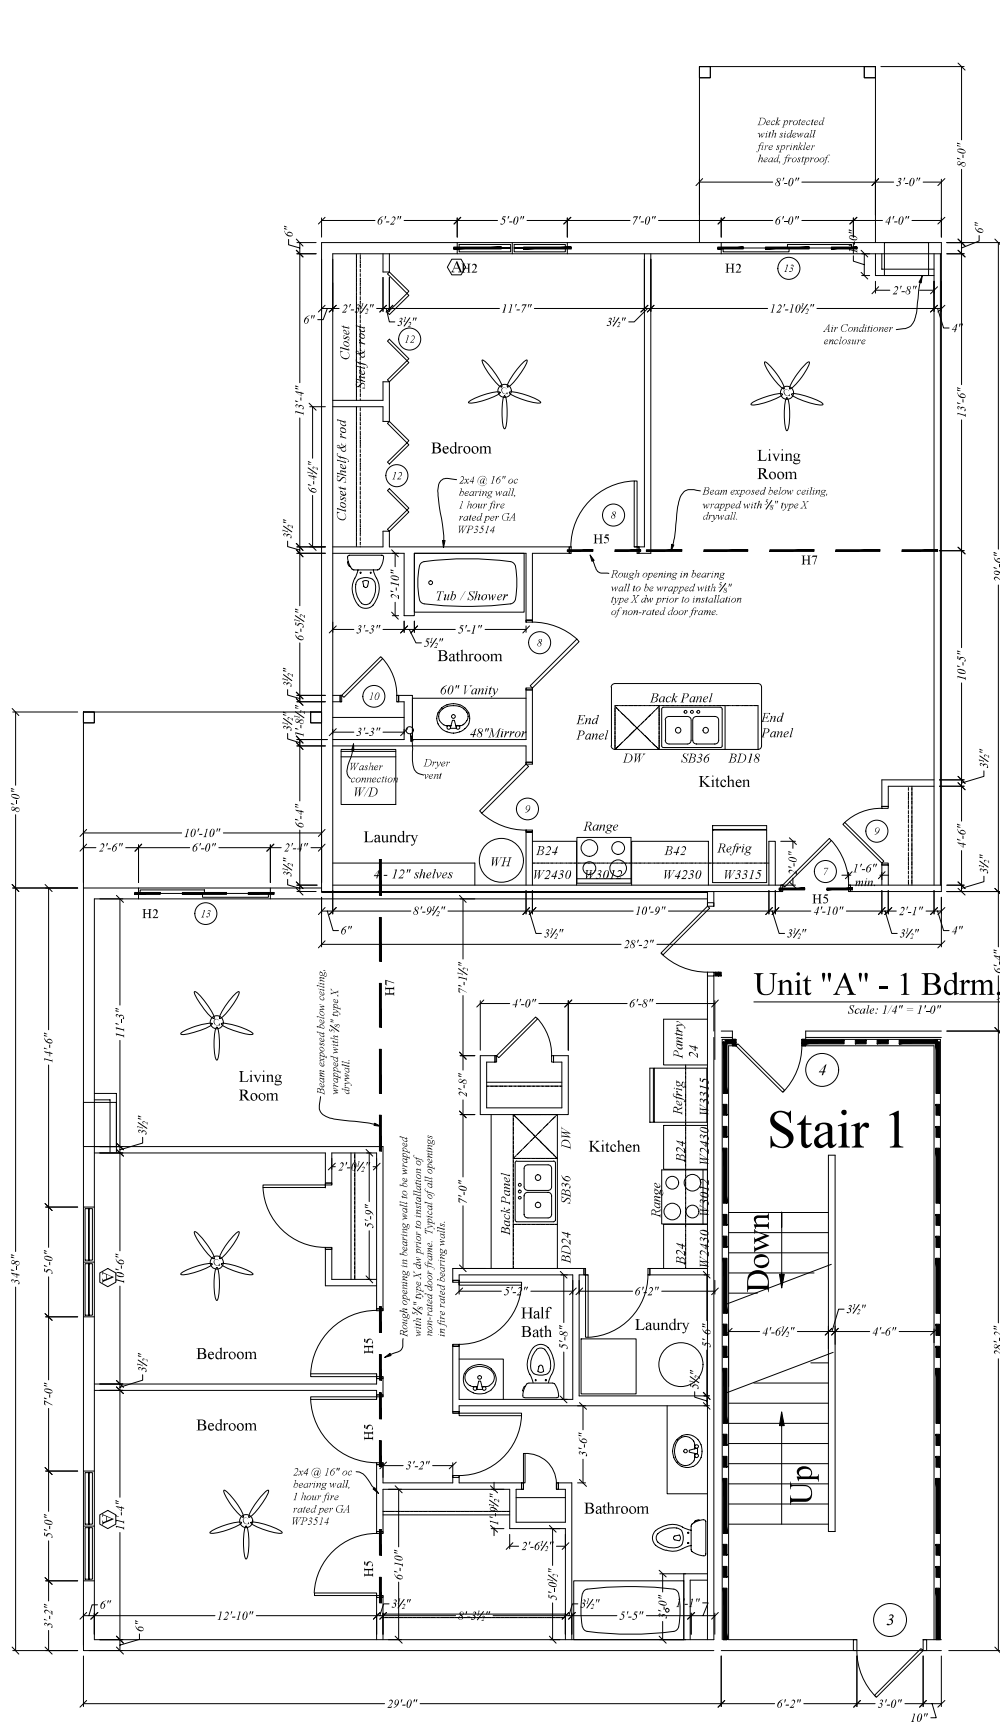 Deck protected
with sidewall
fire sprinkler
head, frostproof.
8'-0"
8'-0"
3'-0"
6'-2"
5'-0"
7'-0"
6'-0"
4'-0"
6"
6"
A
H2
H2
13
2'-8"
6"
2'-3½"
3½"
11'-7"
3½"
12'-10½"
4"
Air Conditioner
enclosure
Closet
Shelf & rod
12
13'-4"
13'-6"
Bedroom
Living
Room
Closet Shelf & rod
6'-4½"
12
2x4 @ 16" oc
bearing wall,
1 hour fire
rated per GA
WP3514
Beam exposed below ceiling,
wrapped with ⅝" type X
drywall.
8
H5
H7
3½"
29'-6"
Rough opening in bearing
wall to be wrapped with ⅝"
type X dw prior to installation
of non-rated door frame.
2'-10"
Tub / Shower
6'-5½"
3'-3"
5½"
5'-1"
8
Bathroom
10'-5"
3½"
10
60" Vanity
48"Mirror
1'-8½"
3½"
3'-3"
Back Panel
End
Panel
End
Panel
DW
SB36
BD18
Kitchen
Washer
connection
W/D
Dryer
vent
3½"
8'-0"
6'-4"
9
Laundry
WH
Range
B24
B42
Refrig
W2430
W3012
W4230
W3315
2'-0"
9
7
1'-6"
min.
4'-6"
3½"
10'-10"
2'-6"
6'-0"
2'-4"
3½"
4 - 12" shelves
H5
H2
13
6"
8'-9½"
3½"
10'-9"
3½"
4'-10"
3½"
2'-1"
4"
28'-2"
6'-4"
Unit "A" - 1 Bdrm.
Scale: 1/4" = 1'-0"
H7
7'-1½"
11'-3"
14'-6"
Beam exposed below ceiling,
wrapped with ⅝" type X
drywall.
4'-0"
6'-8"
Pantry
24
2'-8"
Refrig
W3315
Living
Room
4
Stair 1
3½"
Kitchen
DW
B24
W2430
2'-0½"
5'-9"
Rough opening in bearing wall to be wrapped
with ⅝" type X dw prior to installation of
non-rated door frame. Typical of all openings
in fire rated bearing walls.
7'-0"
Back Panel
SB36
BD24
Range
W3012
B24
W2430
Down
34'-8"
5'-0"
A
10'-6"
5'-2"
6'-2"
Half
Bath
5'-8"
Laundry
5'-6"
4'-6½"
3½"
4'-6"
28'-2"
Bedroom
H5
3½"
5½"
7'-0"
Bedroom
H5
3'-6"
3'-2"
Up
2x4 @ 16" oc
bearing wall,
1 hour fire
rated per GA
WP3514
1'-9½"
Bathroom
5'-0"
A
11'-4"
2'-6½"
H5
6'-10"
5'-0½"
3'-2"
6"
12'-10"
3½"
8'-3½"
3½"
5'-5"
3'-0"
1'-1"
6"
3
29'-0"
6'-2"
3'-0"
10"